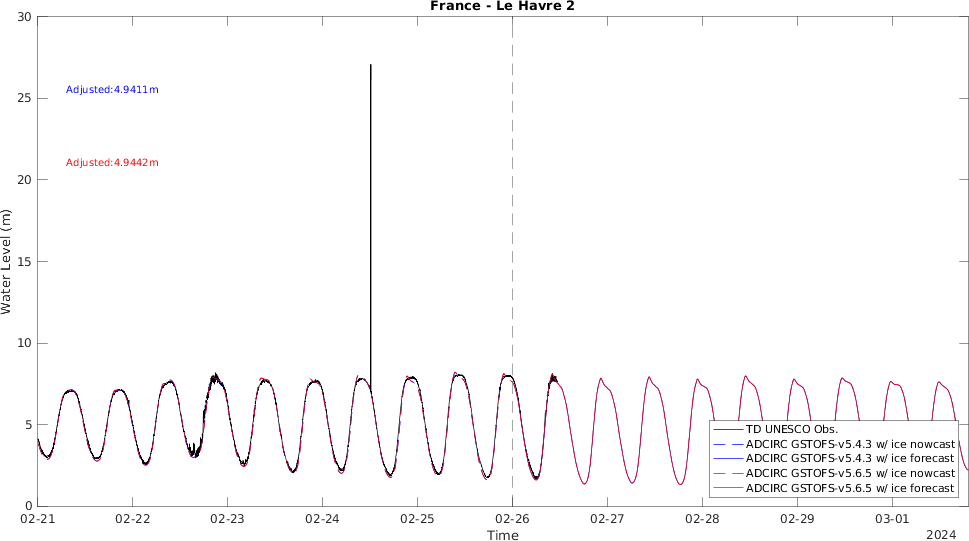 France - Le Havre 2
30
25
20
15
10
5
0
Water Level (m)
Adjusted:4.9411m
Adjusted:4.9442m
TD UNESCO Obs.
ADCIRC GSTOFS-v5.4.3 w/ ice nowcast
ADCIRC GSTOFS-v5.4.3 w/ ice forecast
ADCIRC GSTOFS-v5.6.5 w/ ice nowcast
ADCIRC GSTOFS-v5.6.5 w/ ice forecast
02-21 02-22 02-23 02-24 02-25 02-26 02-27 02-28 02-29 03-01
Time
2024